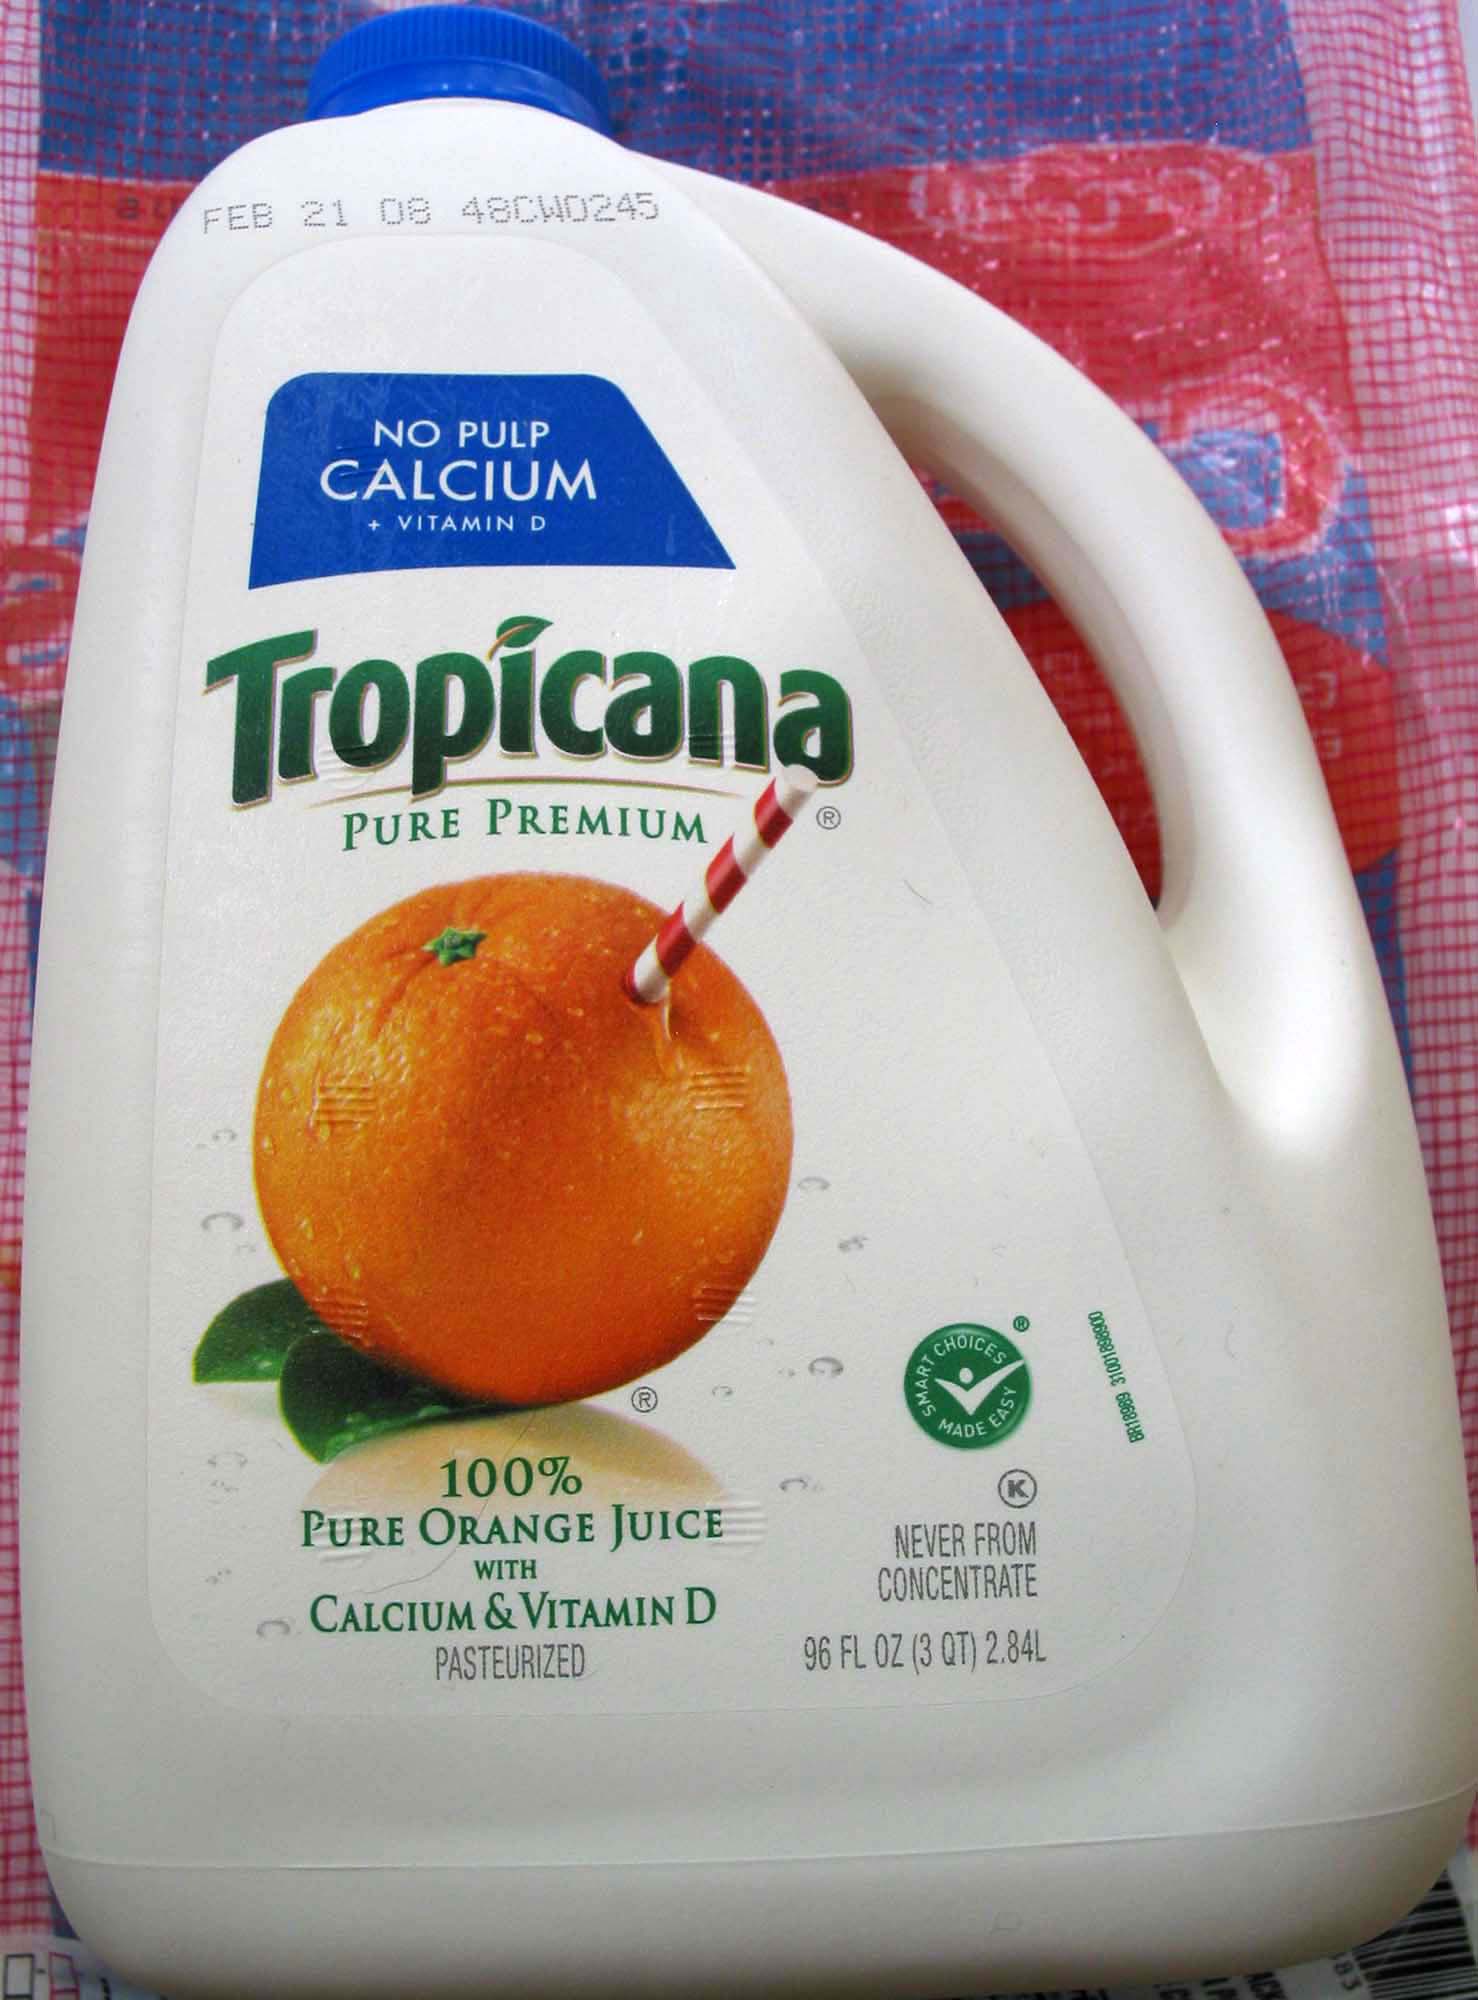 FEB 21 08 48CWD245
NO PULP
CALCIUM
+ VITAMIN D
Tropicana
PURE PREMIUM
®
®
100%
PURE ORANGE JUICE
WITH
CALCIUM & VITAMIN D
PASTEURIZED
SMART CHOICES
MADE EASY
®
K
NEVER FROM
CONCENTRATE
96 FL OZ (3 QT) 2.84L